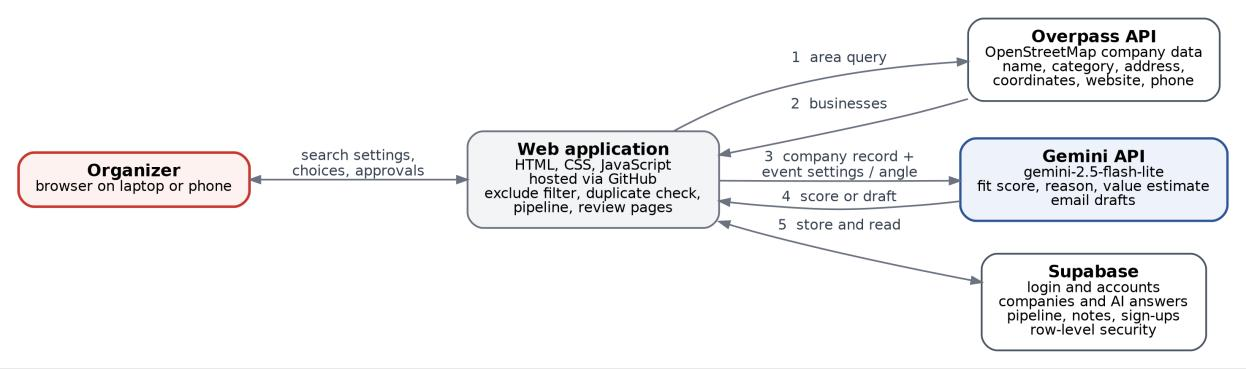 Organizer
browser on laptop or phone
search settings,
choices, approvals
Web application
HTML, CSS, JavaScript
hosted via GitHub
exclude filter, duplicate check,
pipeline, review pages
1 area query
2 businesses
3 company record +
event settings / angle
4 score or draft
5 store and read
Overpass API
OpenStreetMap company data
name, category, address,
coordinates, website, phone
Gemini API
gemini-2.5-flash-lite
fit score, reason, value estimate
email drafts
Supabase
login and accounts
companies and AI answers
pipeline, notes, sign-ups
row-level security